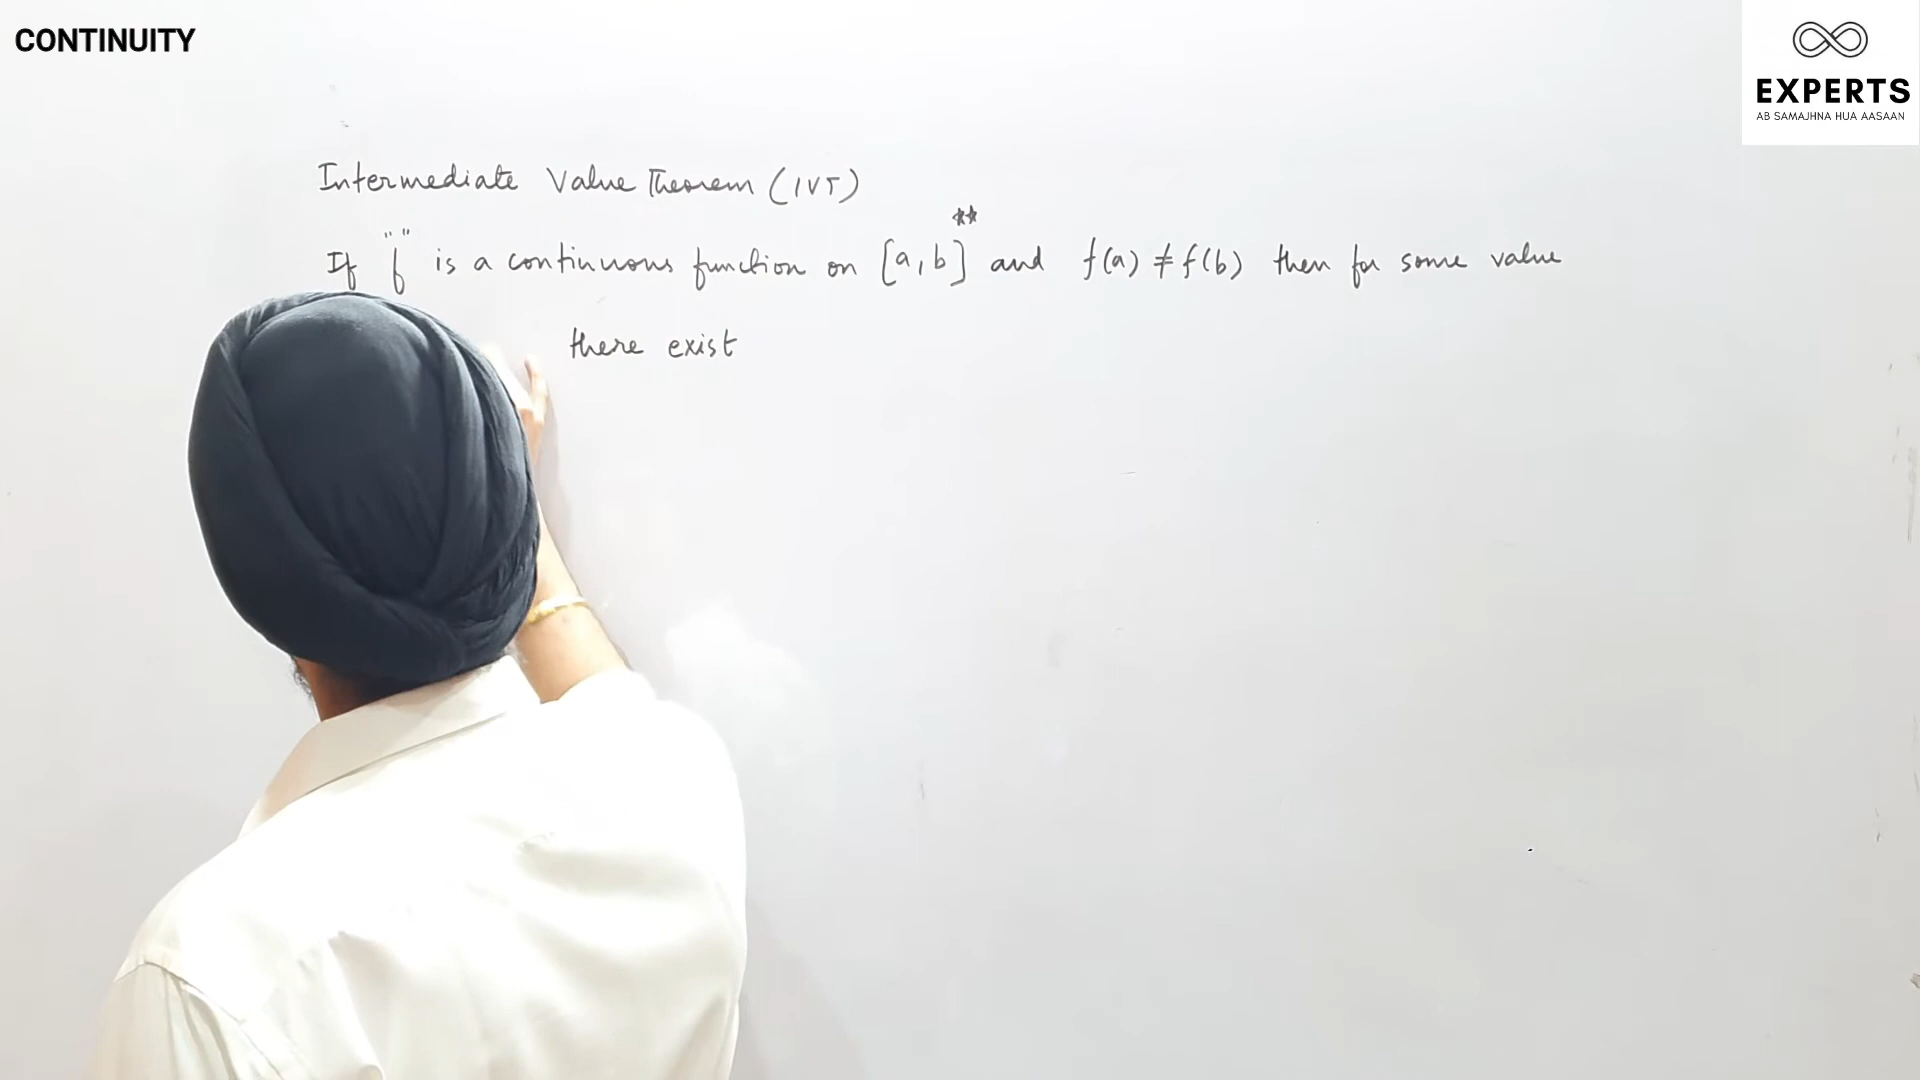 CONTINUITY
EXPERTS
AB SAMAJHNA HUA AASAAN
Intermediate Value Theorem (IVT)
If "f" is a continuous function on [a, b]** and f(a) ≠ f(b) then for some value
there exist